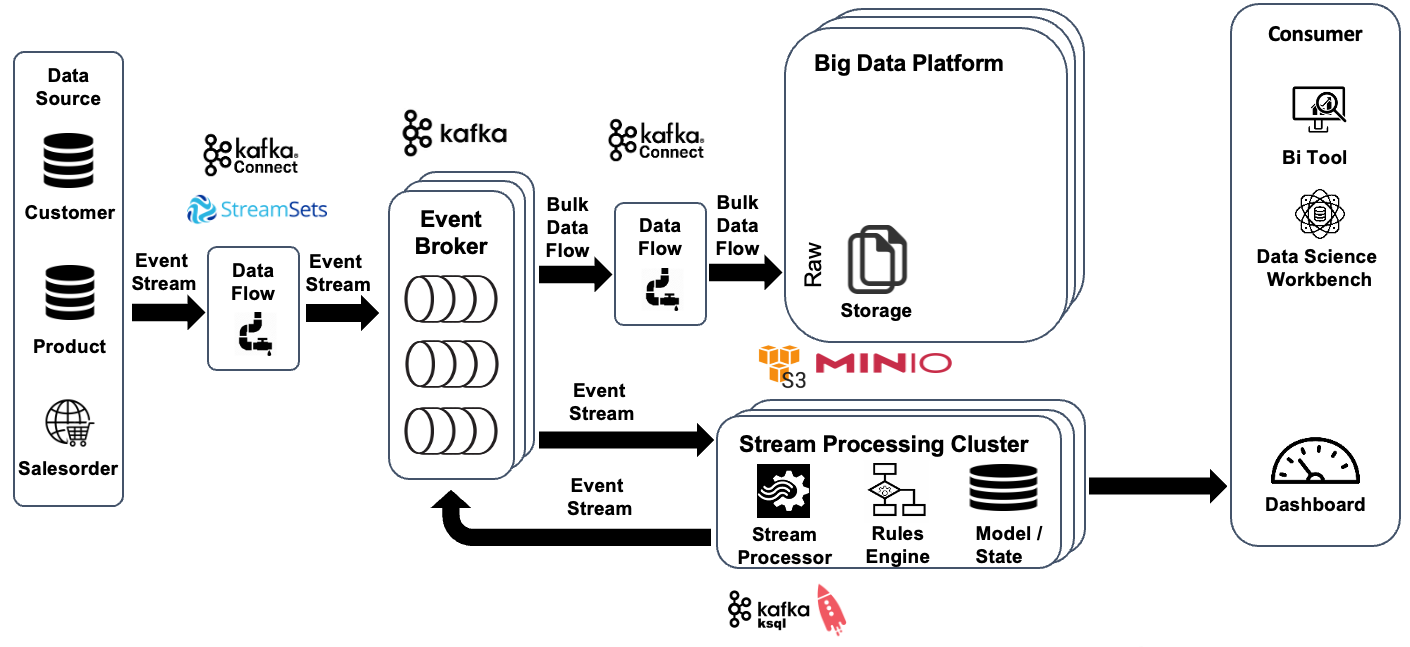 Data
Source
Customer
Product
Salesorder
kafka®
Connect
StreamSets
Event
Stream
Data
Flow
Event
Stream
kafka
Event
Broker
Bulk
Data
Flow
kafka®
Connect
Data
Flow
Bulk
Data
Flow
Big Data Platform
Raw
Storage
S3
MINIO
Event
Stream
Event
Stream
Stream Processing Cluster
Stream
Processor
Rules
Engine
Model /
State
kafka
ksql
Consumer
Bi Tool
Data Science
Workbench
Dashboard